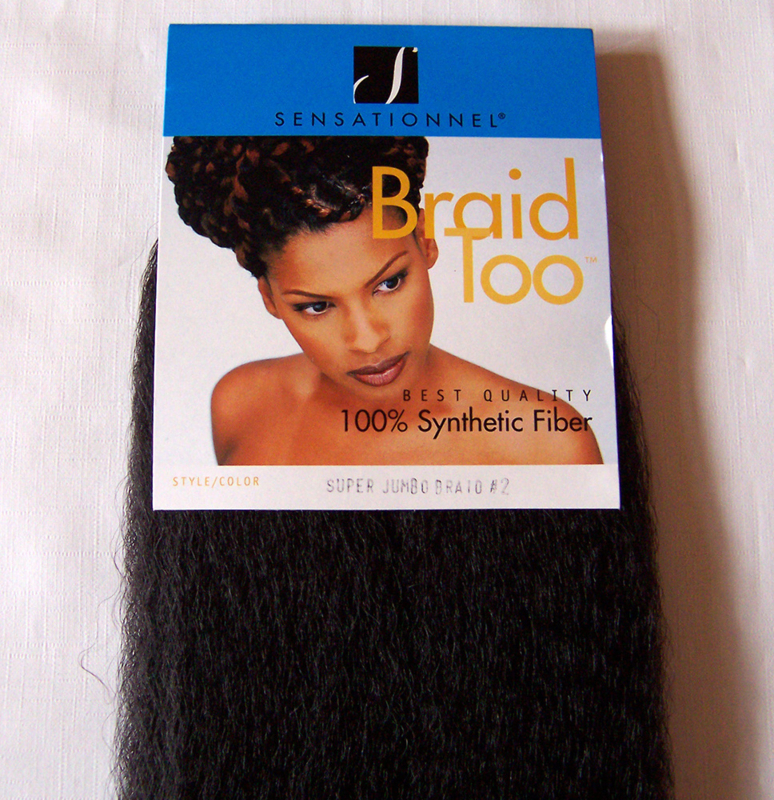 S
SENSATIONNEL®
Braid
Too™
BEST QUALITY
100% Synthetic Fiber
STYLE/COLOR SUPER JUMBO BRAID #2